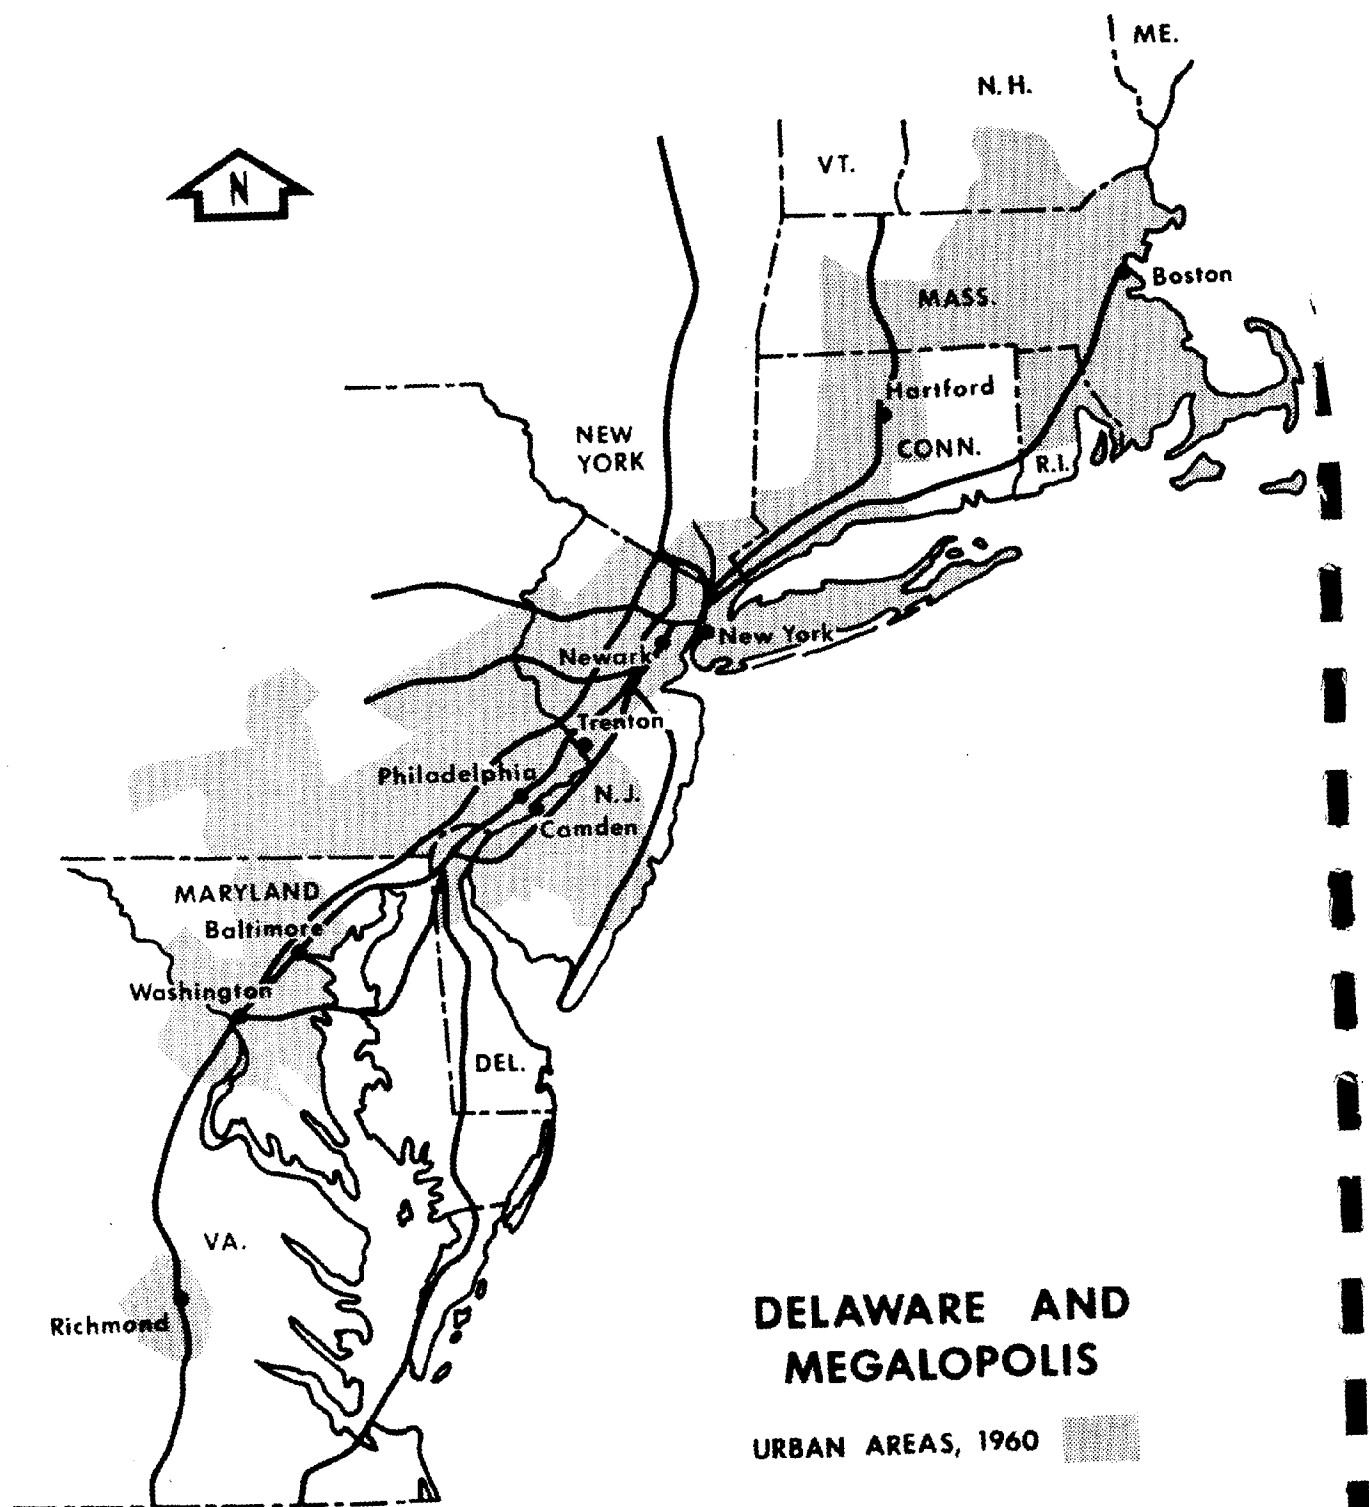 ME.
N.H.
VT.
N
Boston
MASS.
Hartford
NEW
YORK
CONN.
R.I.
New York
Newark
Trenton
Philadelphia
N.J.
Camden
MARYLAND
Baltimore
Washington
DEL.
VA.
Richmond
DELAWARE AND
MEGALOPOLIS
URBAN AREAS, 1960